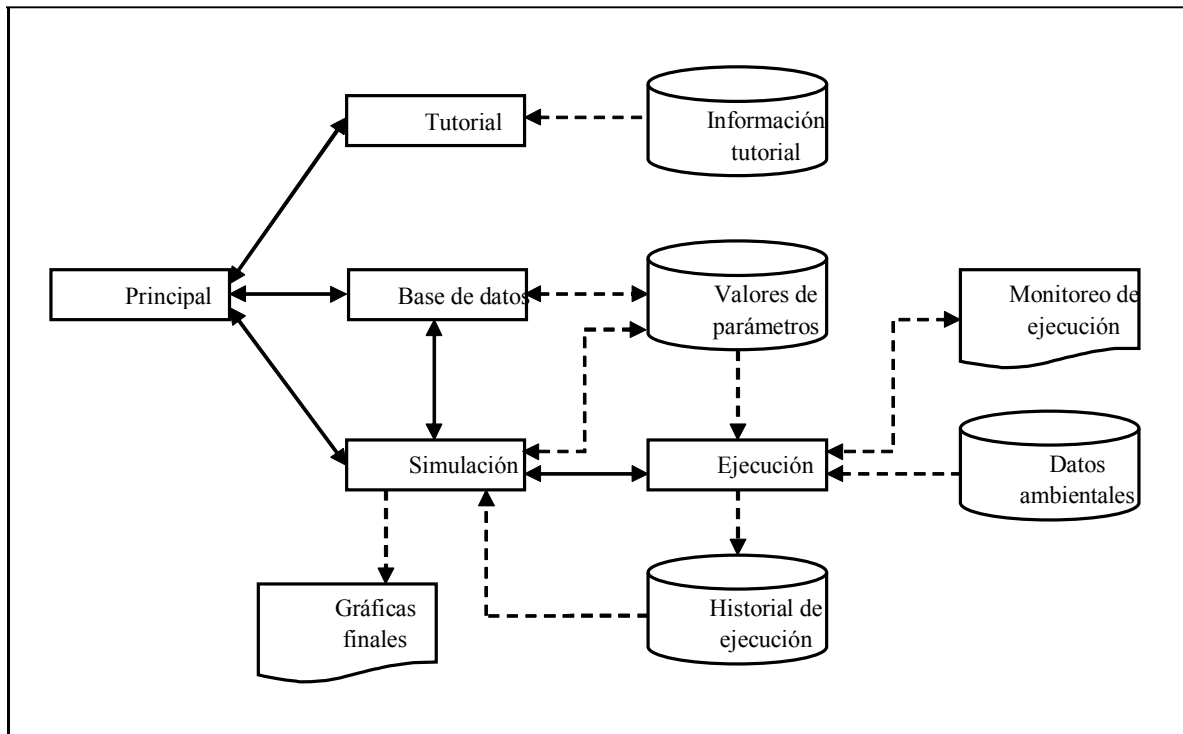 Tutorial
Información
tutorial
Principal
Base de datos
Valores de
parámetros
Monitoreo de
ejecución
Simulación
Ejecución
Datos
ambientales
Gráficas
finales
Historial de
ejecución